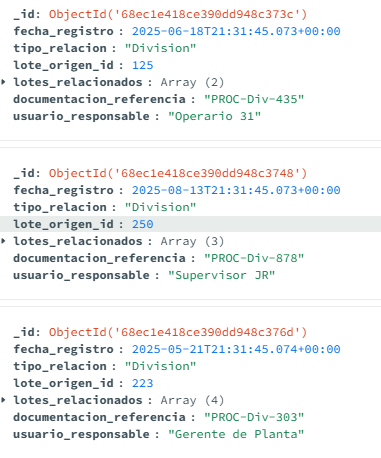 _id: ObjectId('68ec1e418ce390dd948c373c')
fecha_registro : 2025-06-18T21:31:45.073+00:00
tipo_relacion : "Division"
lote_origen_id : 125
lotes_relacionados : Array (2)
documentacion_referencia : "PROC-Div-435"
usuario_responsable : "Operario 31"
_id: ObjectId('68ec1e418ce390dd948c3748')
fecha_registro : 2025-08-13T21:31:45.073+00:00
tipo_relacion : "Division"
lote_origen_id : 250
lotes_relacionados : Array (3)
documentacion_referencia : "PROC-Div-878"
usuario_responsable : "Supervisor JR"
_id: ObjectId('68ec1e418ce390dd948c376d')
fecha_registro : 2025-05-21T21:31:45.074+00:00
tipo_relacion : "Division"
lote_origen_id : 223
lotes_relacionados : Array (4)
documentacion_referencia : "PROC-Div-303"
usuario_responsable : "Gerente de Planta"